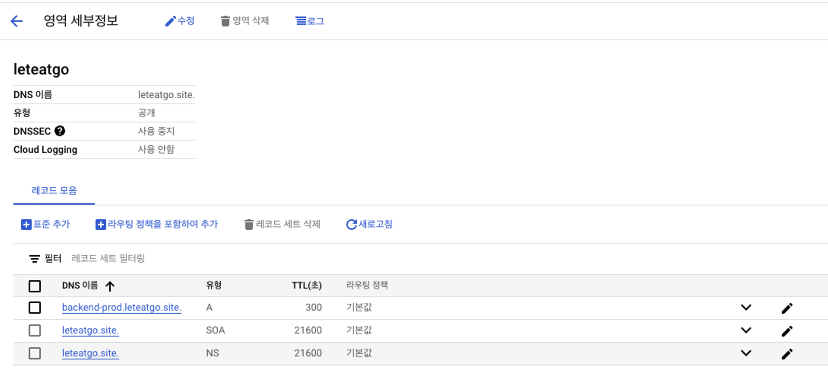 영역 세부정보 수정 영역 삭제 로그
leteatgo
DNS 이름 leteatgo.site.
유형 공개
DNSSEC ? 사용 중지
Cloud Logging 사용 안함
레코드 모음
표준 추가 라우팅 정책을 포함하여 추가 레코드 세트 삭제 새로고침
필터 레코드 세트 필터링
DNS 이름 유형 TTL(초) 라우팅 정책
backend-prod.leteatgo.site. A 300 기본값
leteatgo.site. SOA 21600 기본값
leteatgo.site. NS 21600 기본값